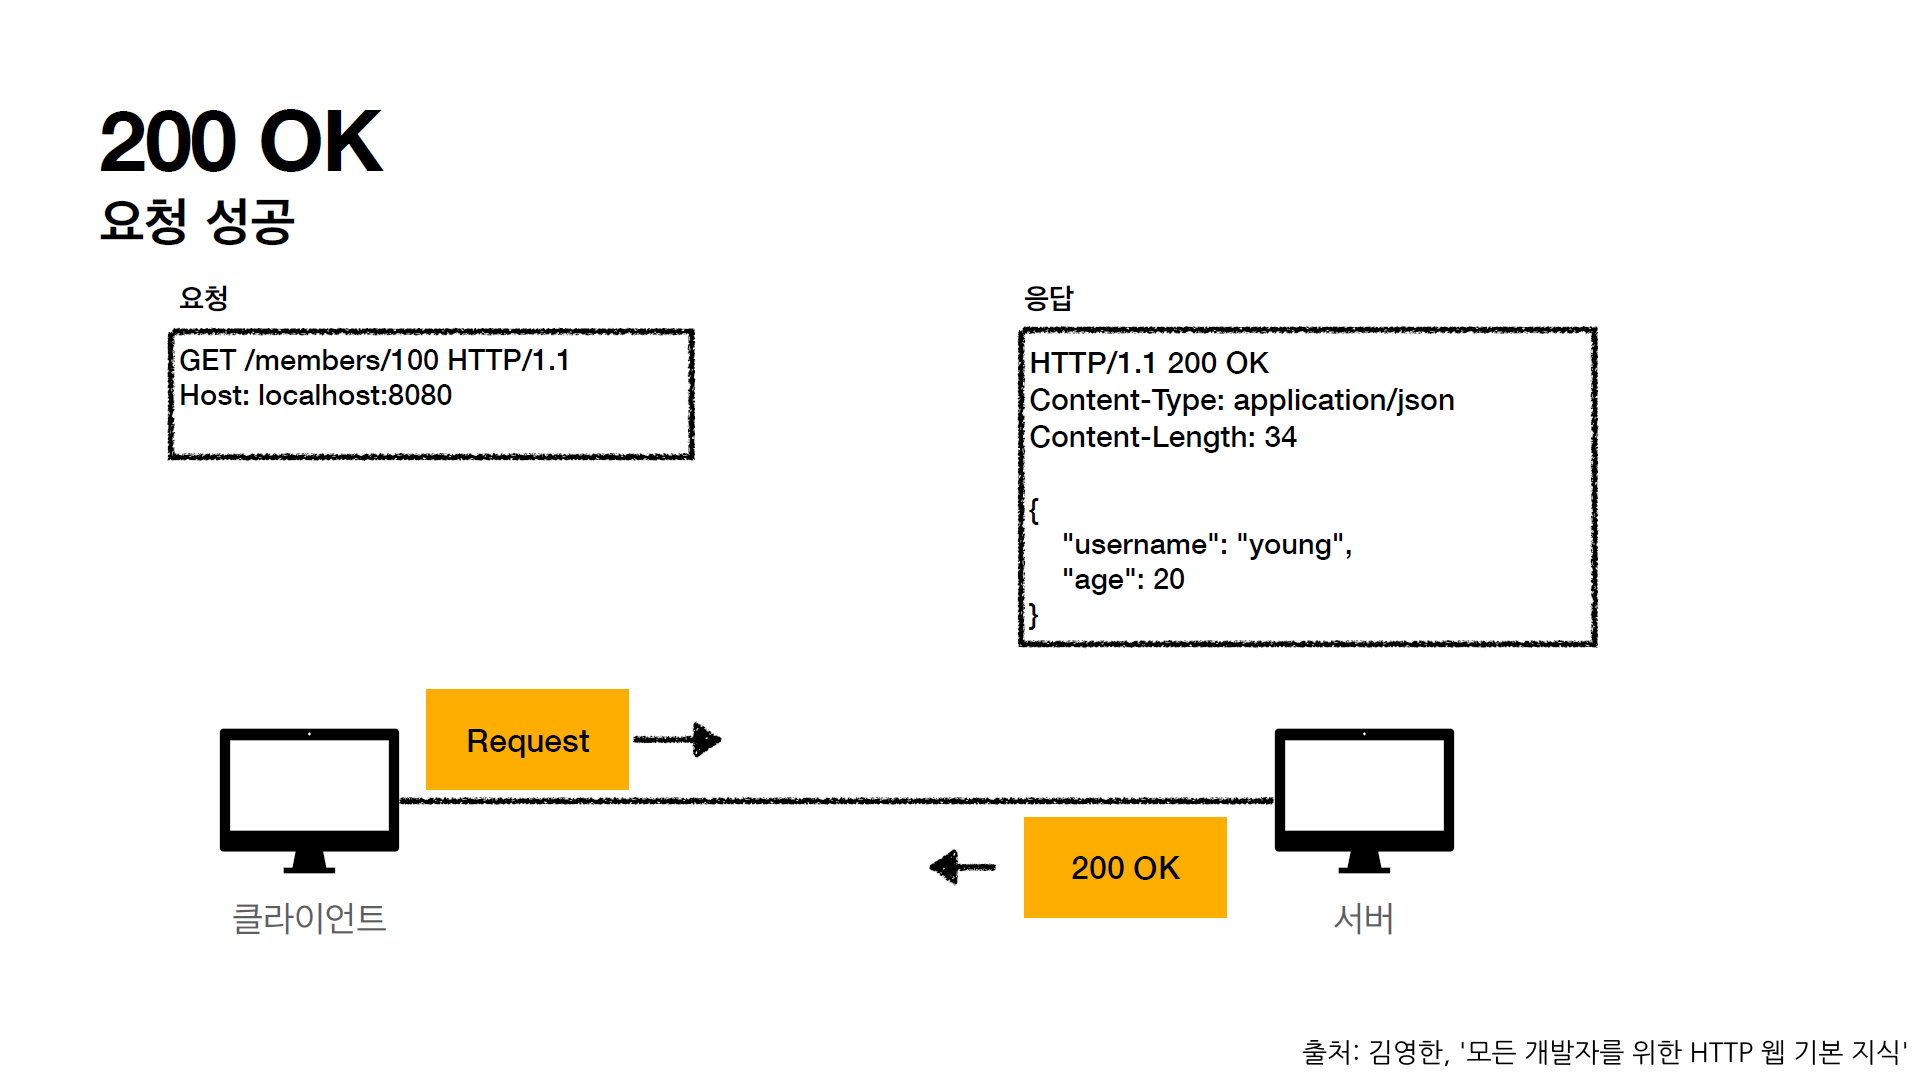 200 OK
요청 성공
요청
GET /members/100 HTTP/1.1
Host: localhost:8080
응답
HTTP/1.1 200 OK
Content-Type: application/json
Content-Length: 34
{
"username": "young",
"age": 20
}
Request
200 OK
클라이언트
서버
출처: 김영한, '모든 개발자를 위한 HTTP 웹 기본 지식'